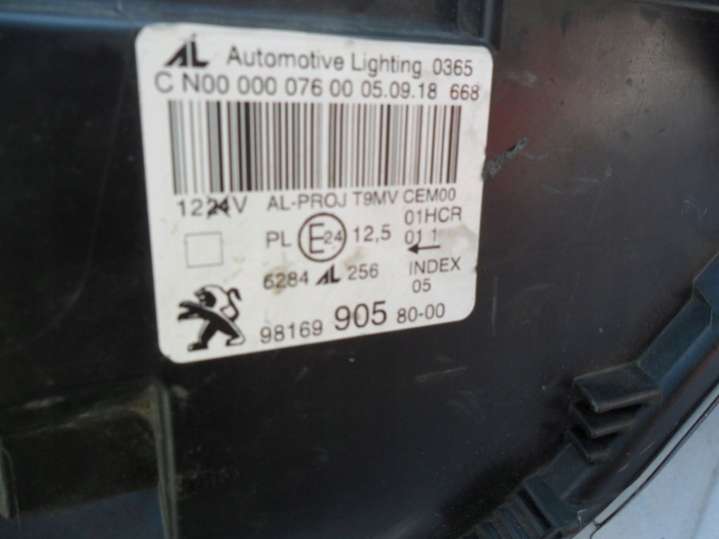 AL Automotive Lighting 0365
C N00 000 076 00 05.09.18 668
1224V AL-PROJ T9MV CEM00
01HCR
PL E24 12,5 01 1
6284 AL 256 INDEX
05
98169 905 80-00